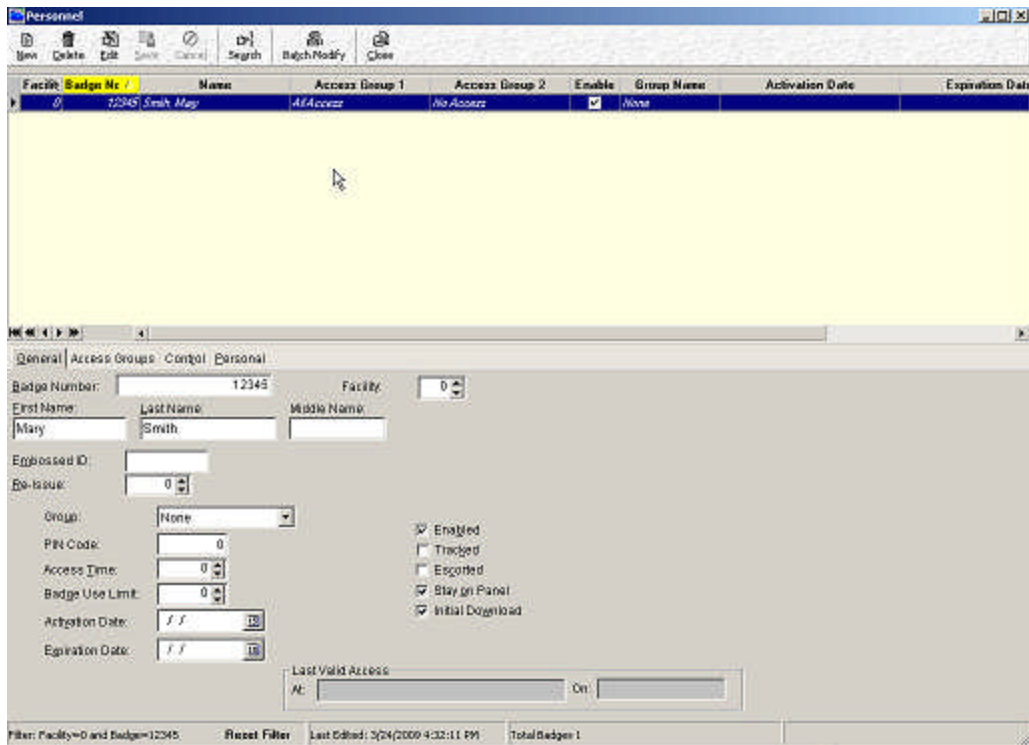 Personnel
New Delete Edit Save Cancel Search Batch Modify Close
Facilit Badge Nr / Name Access Group 1 Access Group 2 Enable Group Name Activation Date Expiration Dat
0 12345 Smith, Mary All Access No Access None
General Access Groups Control Personal
Badge Number: 12345 Facility: 0
First Name: Last Name: Middle Name:
Mary Smith
Embossed ID:
Re-Issue: 0
Group: None
Enabled
PIN Code: 0
Tracked
Access Time: 0
Escorted
Badge Use Limit: 0
Stay on Panel
Initial Download
Activation Date: / /
Expiration Date: / /
Last Valid Access
At: On:
Filter: Facility=0 and Badge=12345 Reset Filter Last Edited: 3/24/2000 4:32:11 PM Total Badges 1